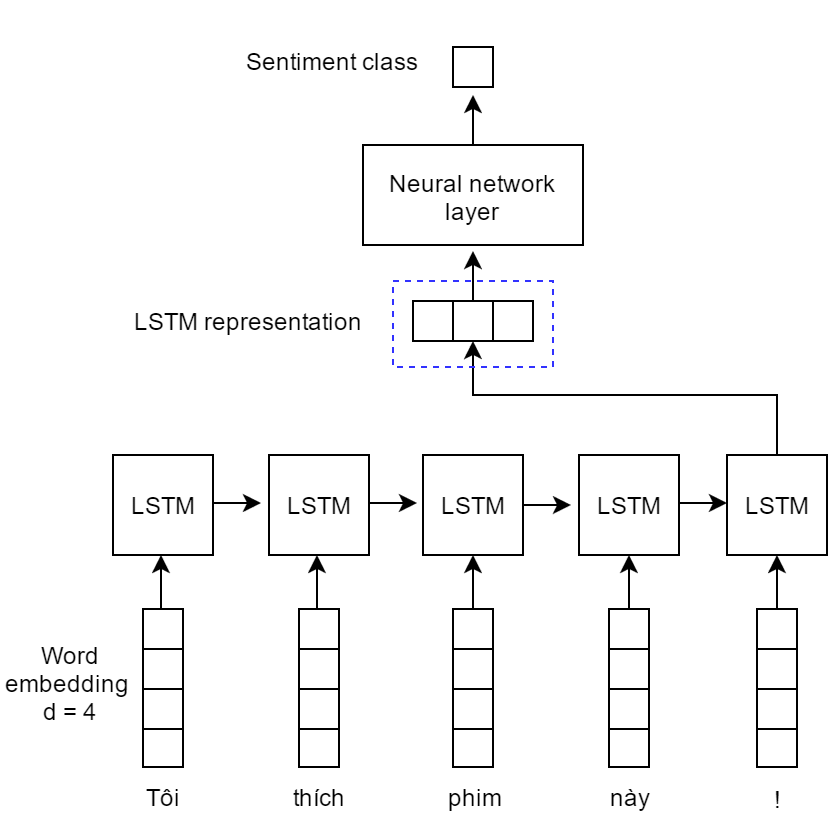 Sentiment class
Neural network
layer
LSTM representation
LSTM
LSTM
LSTM
LSTM
LSTM
Word
embedding
d = 4
Tôi
thích
phim
này
!